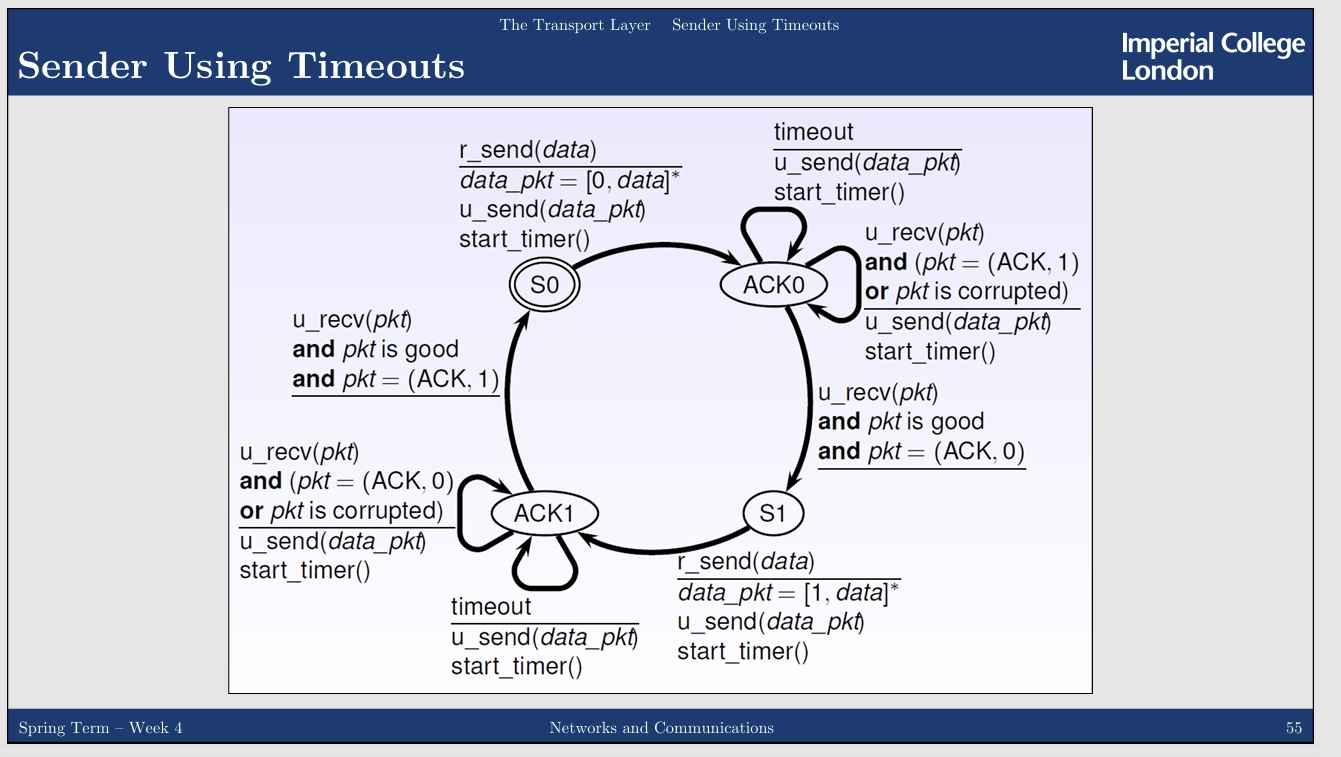 The Transport Layer Sender Using Timeouts
Sender Using Timeouts
Imperial College
London
r_send(data)
data_pkt = [0, data]*
u_send(data_pkt)
start_timer()
timeout
u_send(data_pkt)
start_timer()
u_recv(pkt)
and (pkt = (ACK, 1)
or pkt is corrupted)
u_send(data_pkt)
start_timer()
S0
ACK0
u_recv(pkt)
and pkt is good
and pkt = (ACK, 1)
u_recv(pkt)
and pkt is good
and pkt = (ACK, 0)
u_recv(pkt)
and (pkt = (ACK, 0)
or pkt is corrupted)
u_send(data_pkt)
start_timer()
ACK1
S1
timeout
u_send(data_pkt)
start_timer()
r_send(data)
data_pkt = [1, data]*
u_send(data_pkt)
start_timer()
Spring Term – Week 4
Networks and Communications
55